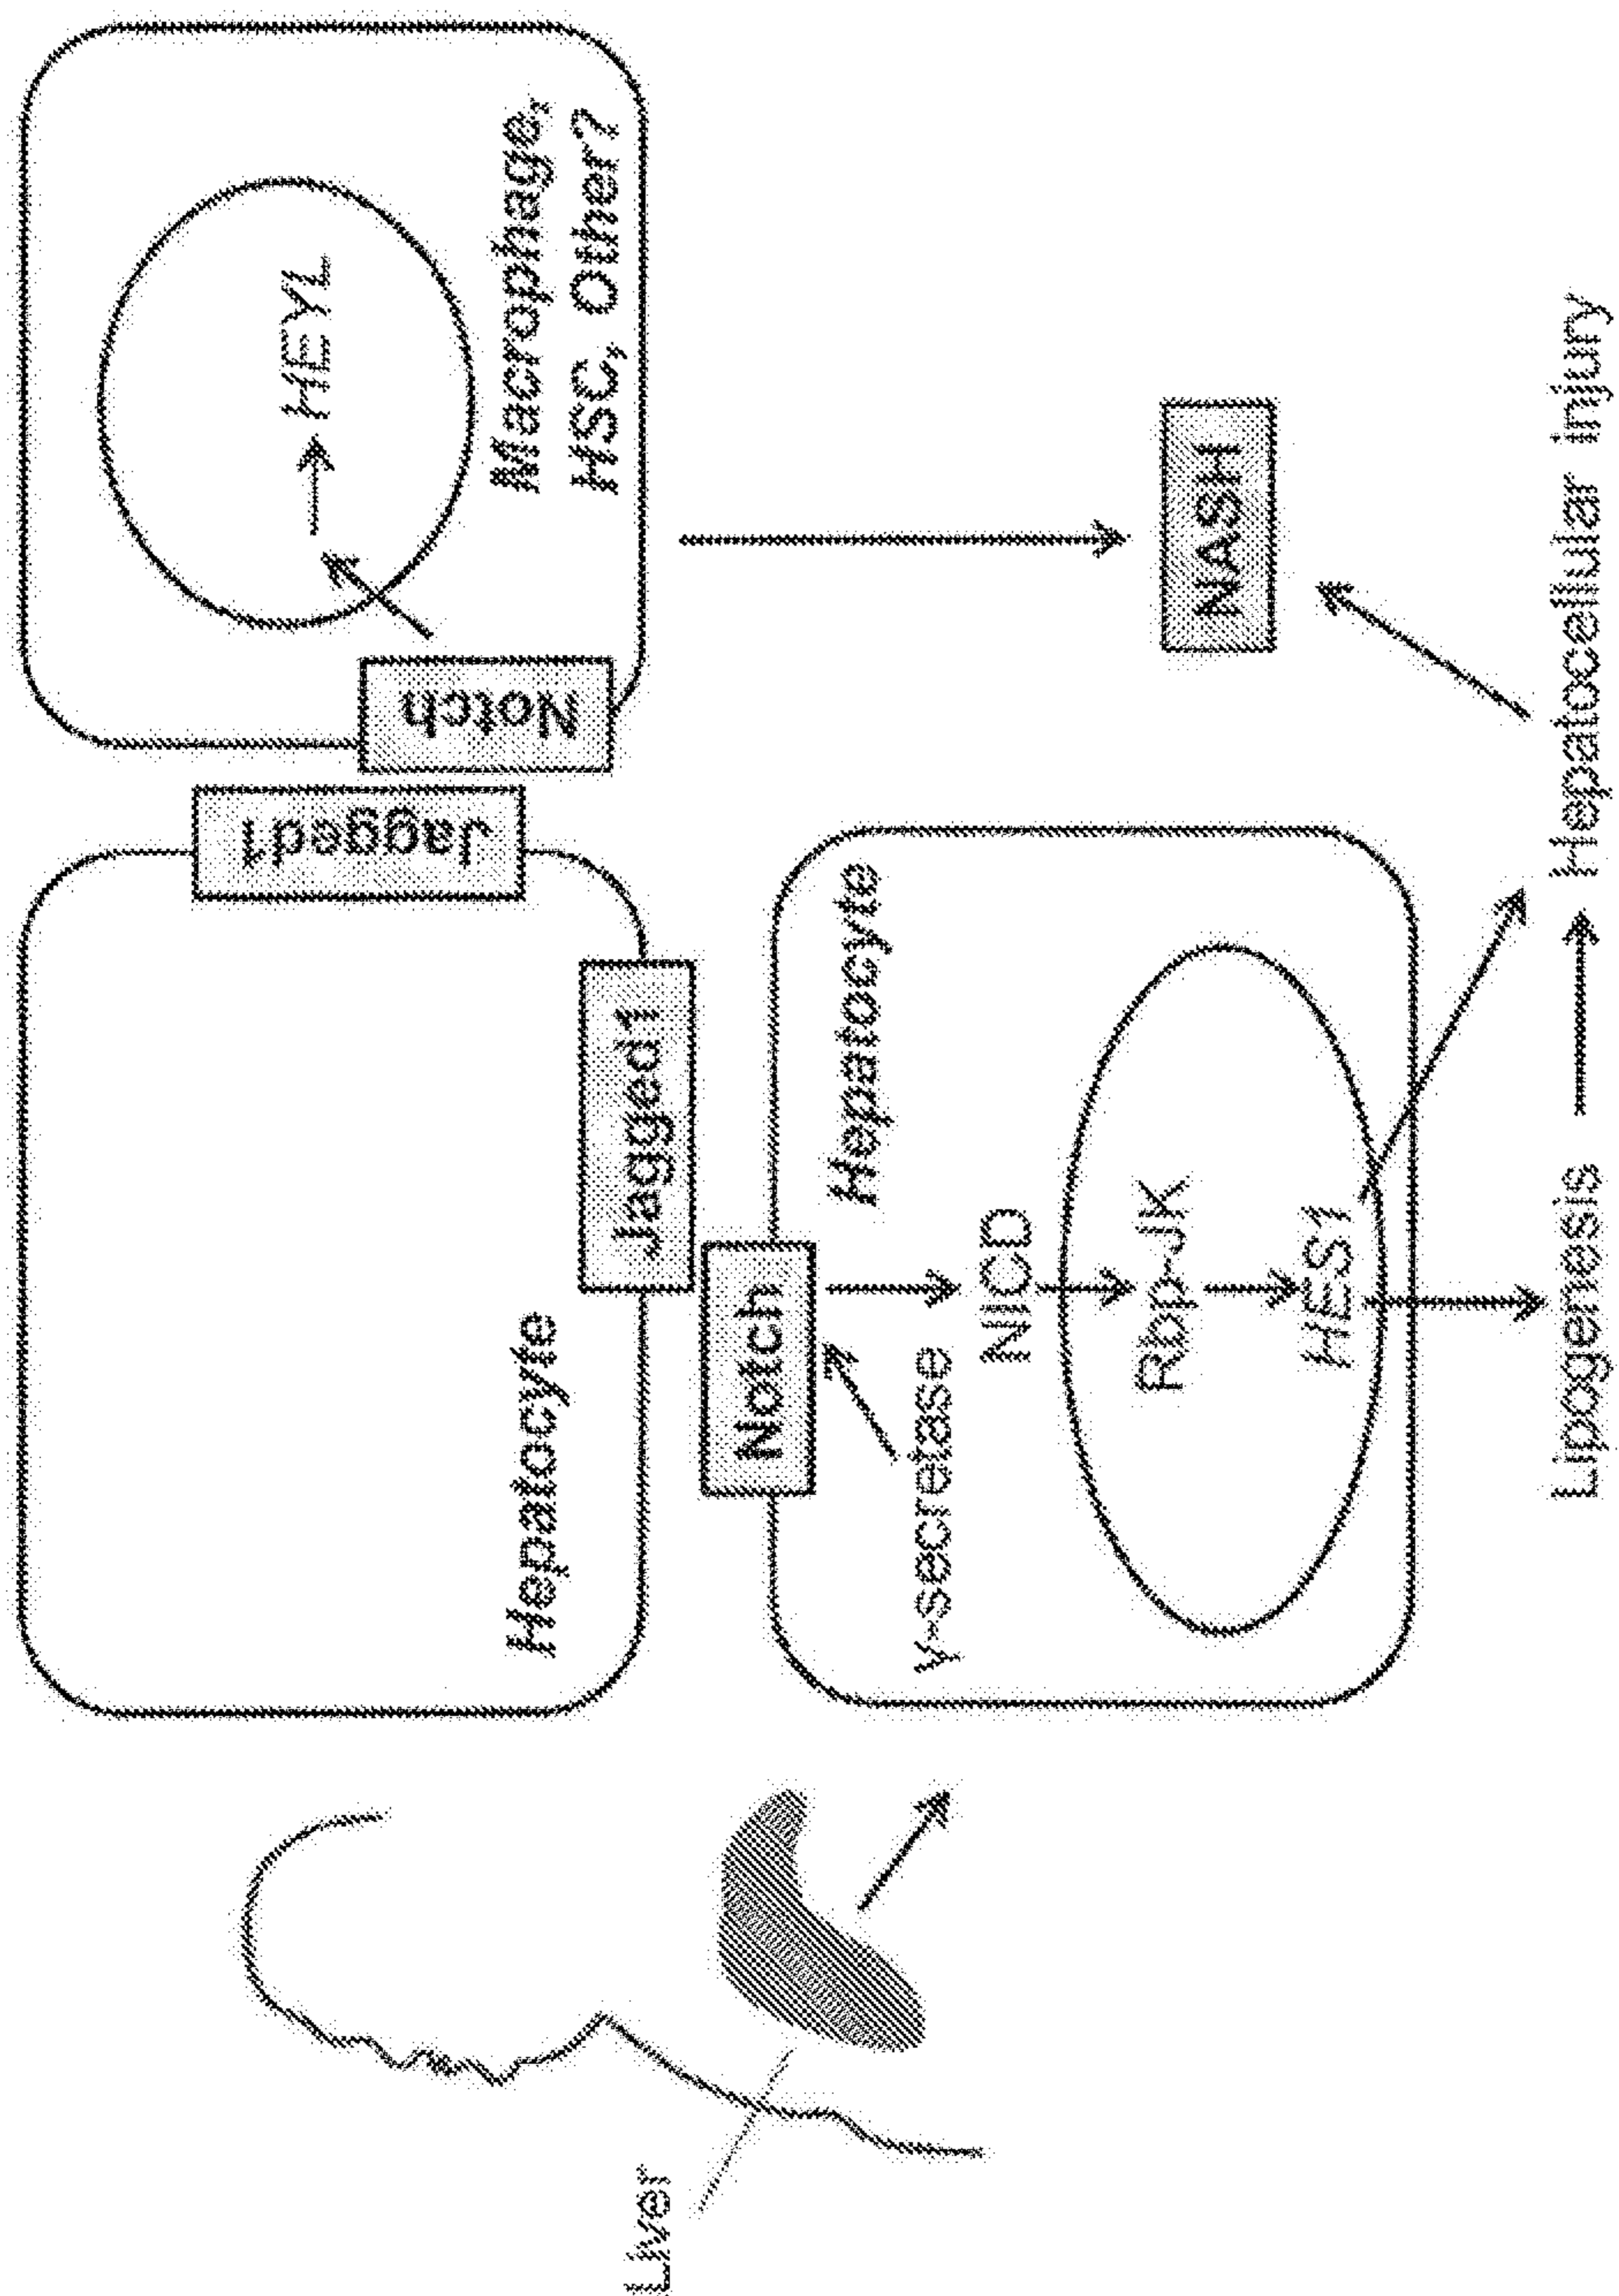 Liver
Hepatocyte
Jagged1
Jagged1
Notch
HEYL
Macrophage,
HSC, Other?
Notch
Hepatocyte
γ-secretase
NICD
Rbp-JK
HES1
NASH
Lipogenesis
Hepatocellular injury